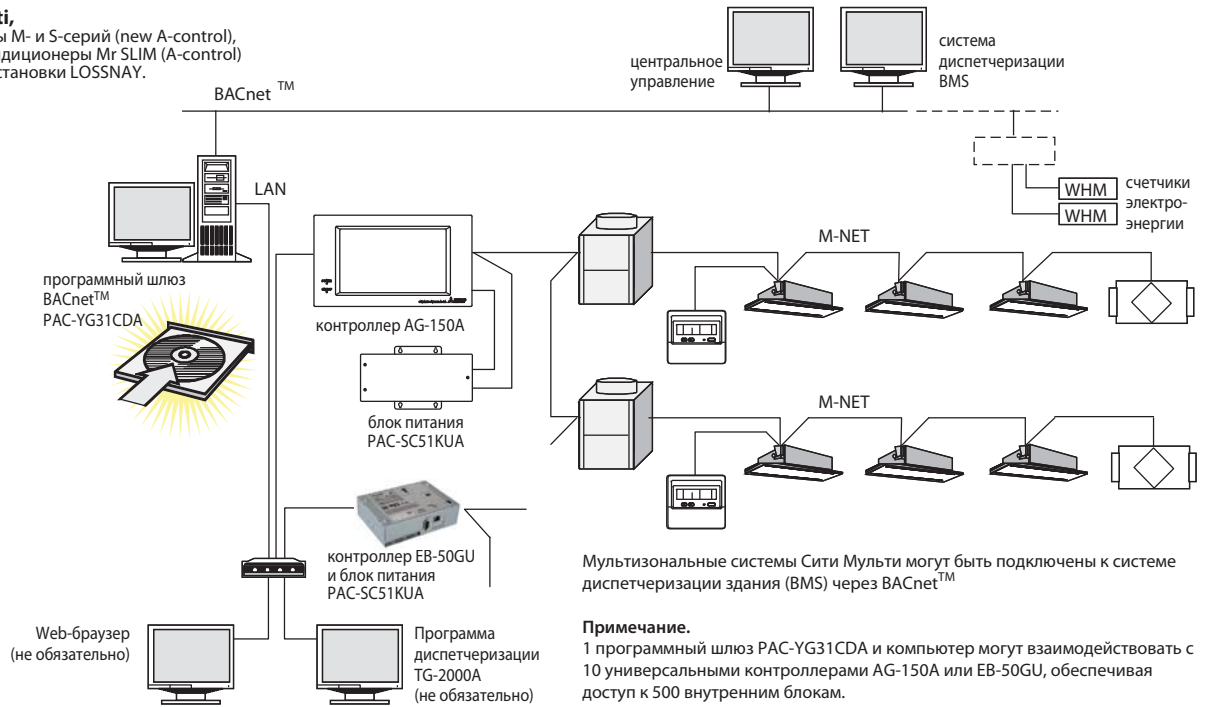 ti,
ы М- и S-серий (new A-control),
ндиционеры Mr SLIM (A-control)
становки LOSSNAY.
BACnet TM
центральное
управление
система
диспетчеризации
BMS
LAN
WHM
WHM
счетчики
электро-
энергии
программный шлюз
BACnetTM
PAC-YG31CDA
контроллер AG-150A
M-NET
блок питания
PAC-SC51KUA
M-NET
контроллер EB-50GU
и блок питания
PAC-SC51KUA
Web-браузер
(не обязательно)
Программа
диспетчеризации
TG-2000A
(не обязательно)
Мультизональные системы Сити Мульти могут быть подключены к системе
диспетчеризации здания (BMS) через BACnetTM
Примечание.
1 программный шлюз PAC-YG31CDA и компьютер могут взаимодействовать с
10 универсальными контроллерами AG-150A или EB-50GU, обеспечивая
доступ к 500 внутренним блокам.